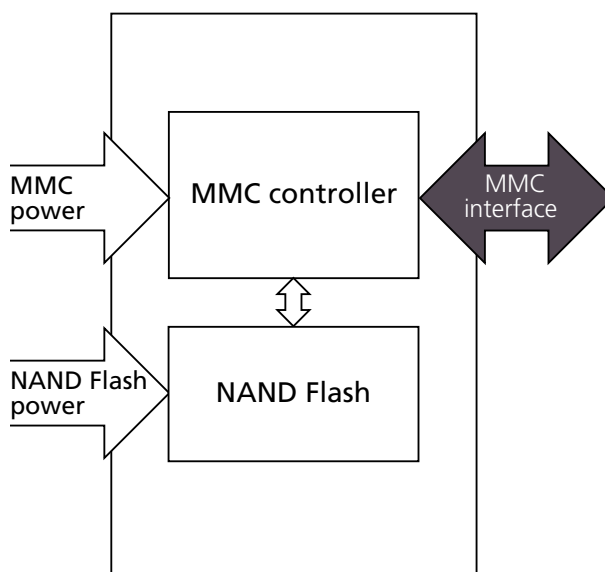 MMC
power
MMC controller
MMC
interface
NAND Flash
power
NAND Flash